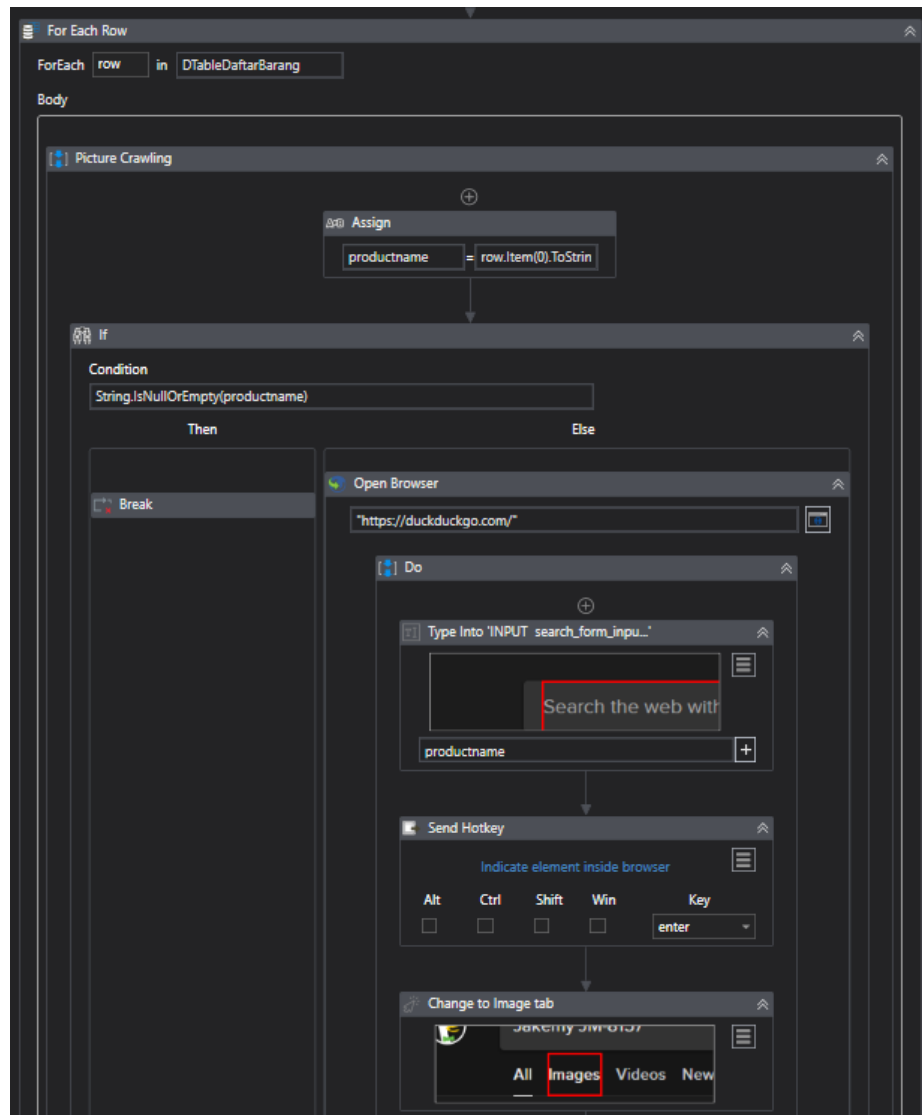 For Each Row
ForEach row in DTableDaftarBarang
Body
Picture Crawling
Assign
productname = row.Item(0).ToStrin
If
Condition
String.IsNullOrEmpty(productname)
Then Else
Open Browser
Break
"https://duckduckgo.com/"
Do
Type Into 'INPUT search_form_inpu...'
Search the web with
productname
Send Hotkey
Indicate element inside browser
Alt Ctrl Shift Win Key
enter
Change to Image tab
Jakemy JM-8157
All Images Videos New